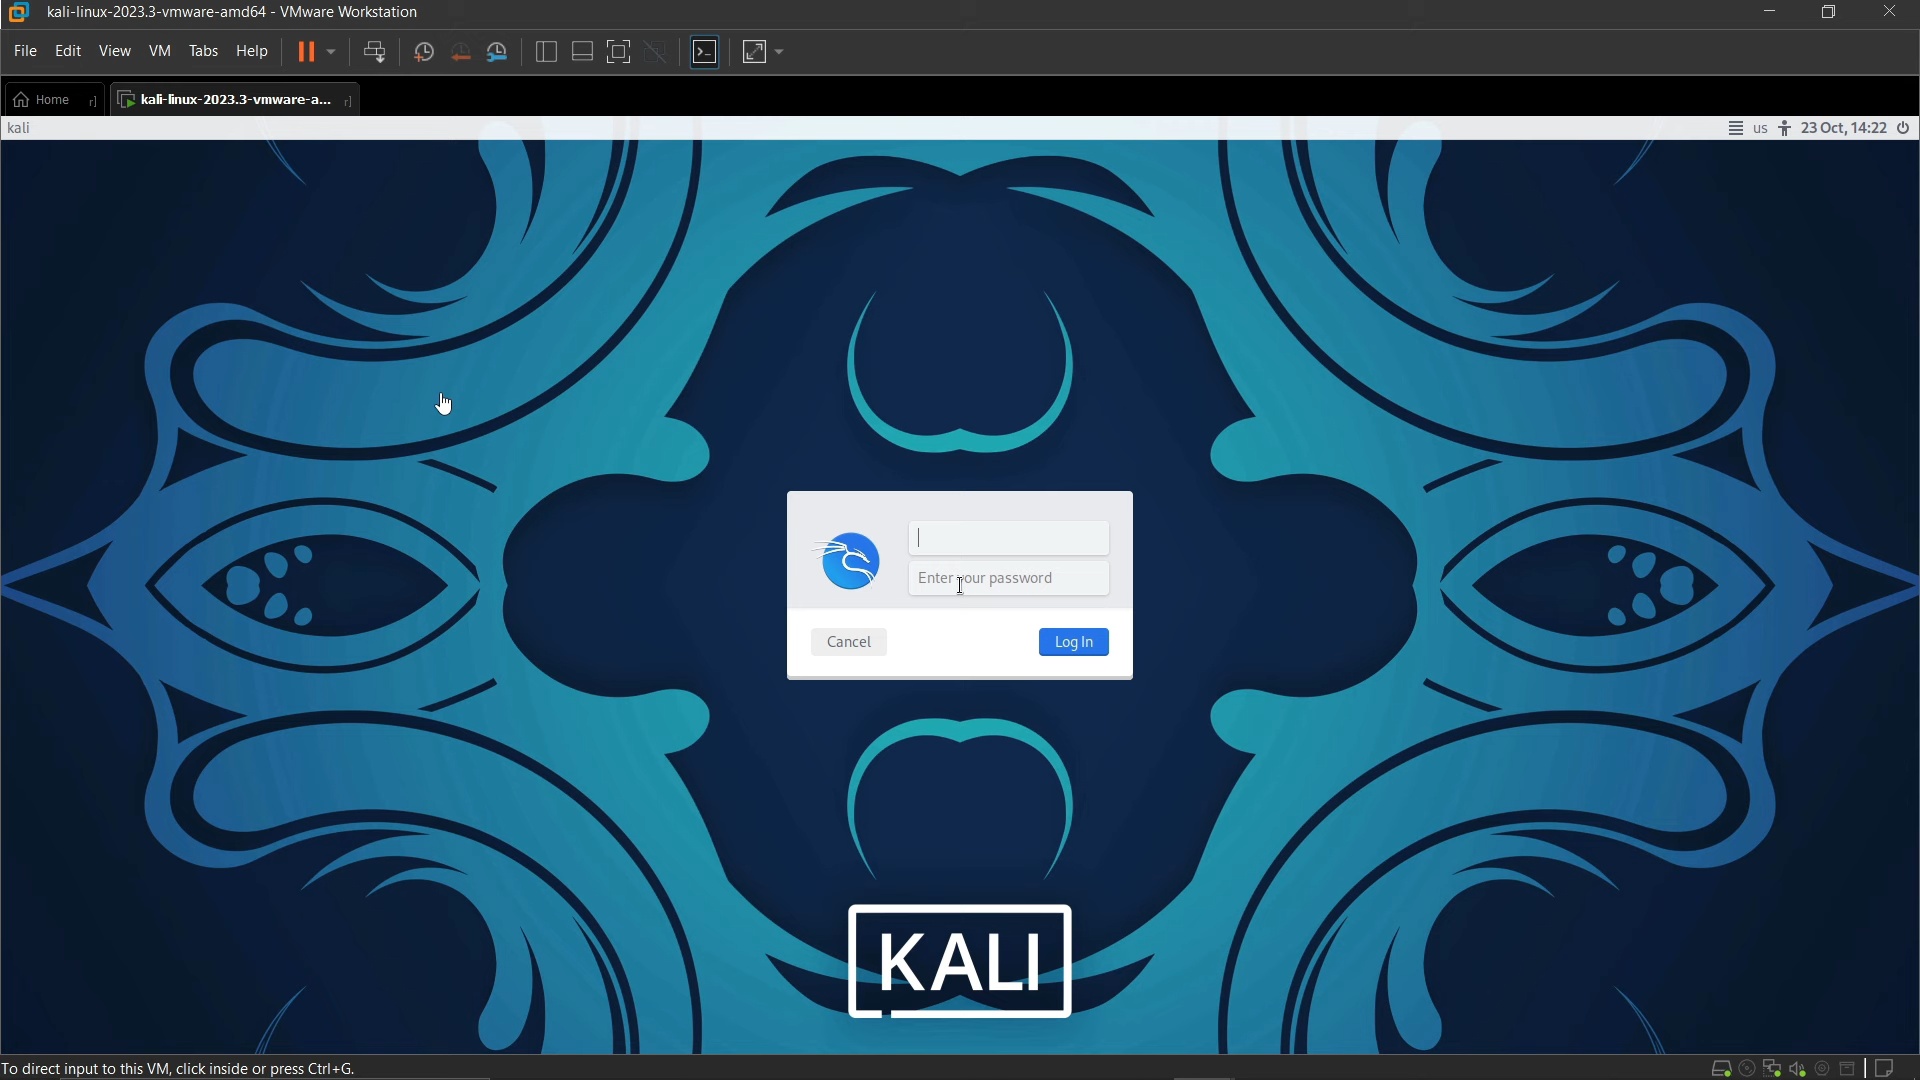 kali-linux-2023.3-vmware-amd64 - VMware Workstation
File Edit View VM Tabs Help
Home kali-linux-2023.3-vmware-a...
kali us 23 Oct, 14:22
Enter your password
Cancel Log In
KALI
To direct input to this VM, click inside or press Ctrl+G.